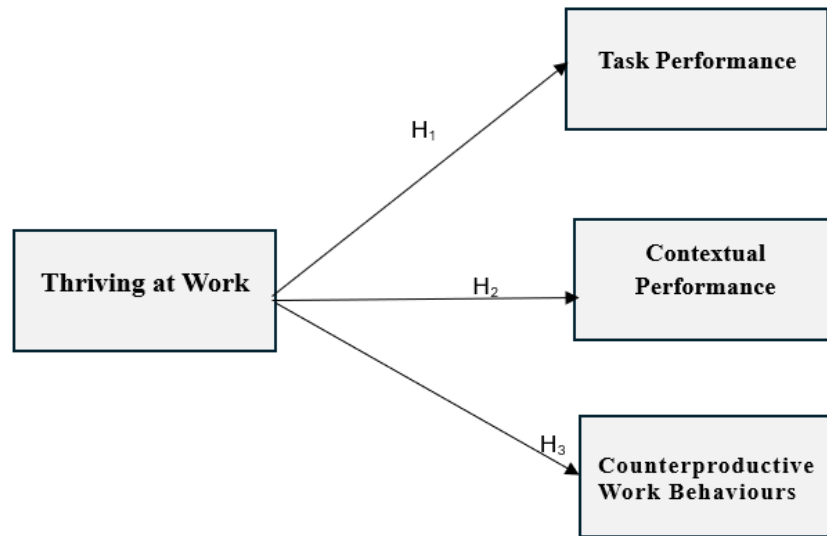 Task Performance
H₁
Thriving at Work
Contextual
Performance
H₂
H₃
Counterproductive
Work Behaviours